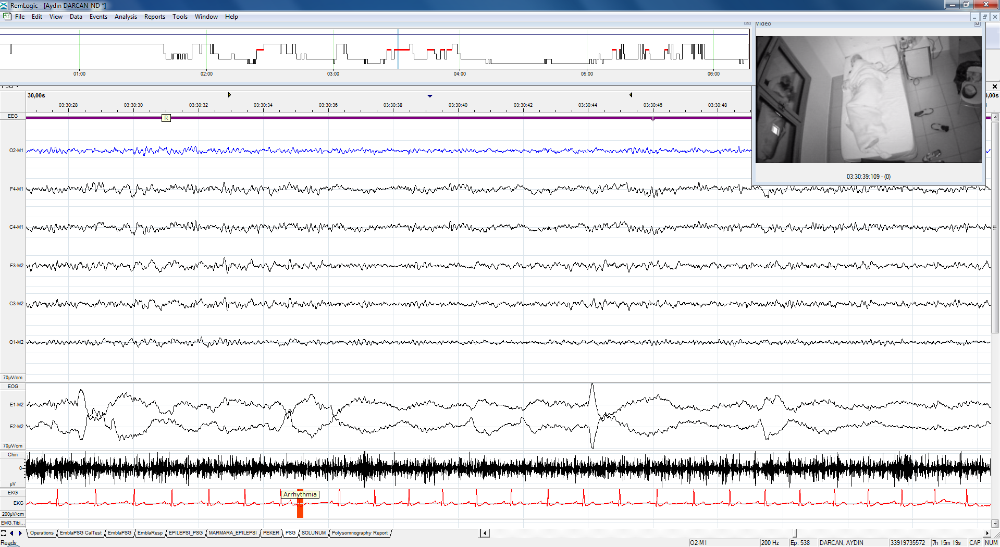 RemLogic - [Aydın DARCAN-ND *]
File Edit View Data Events Analysis Reports Tools Window Help
Video
01:00 02:00 03:00 04:00 05:00 06:00
30,00s
03:30:28 03:30:30 03:30:32 03:30:34 03:30:36 03:30:38 03:30:40 03:30:42 03:30:44 03:30:46 03:30:48
EEG
R
O2-M1
03:30:39:109 - (0)
F4-M1
C4-M1
F3-M2
C3-M2
O1-M2
70µV/cm
EOG
E1-M2
E2-M2
70µV/cm
Chin
0
µV
EKG
Arrhythmia
EKG
200µV/cm
EMG.Tibi...
Operations EmblaPSG CalTest EmblaPSG EmblaResp EPILEPSI_PSG MARMARA_EPILEPSI PEKER PSG SOLUNUM Polysomnography Report
Ready O2-M1 200 Hz Ep: 538 DARCAN, AYDIN 33919735572 7h 15m 19s CAP NUM